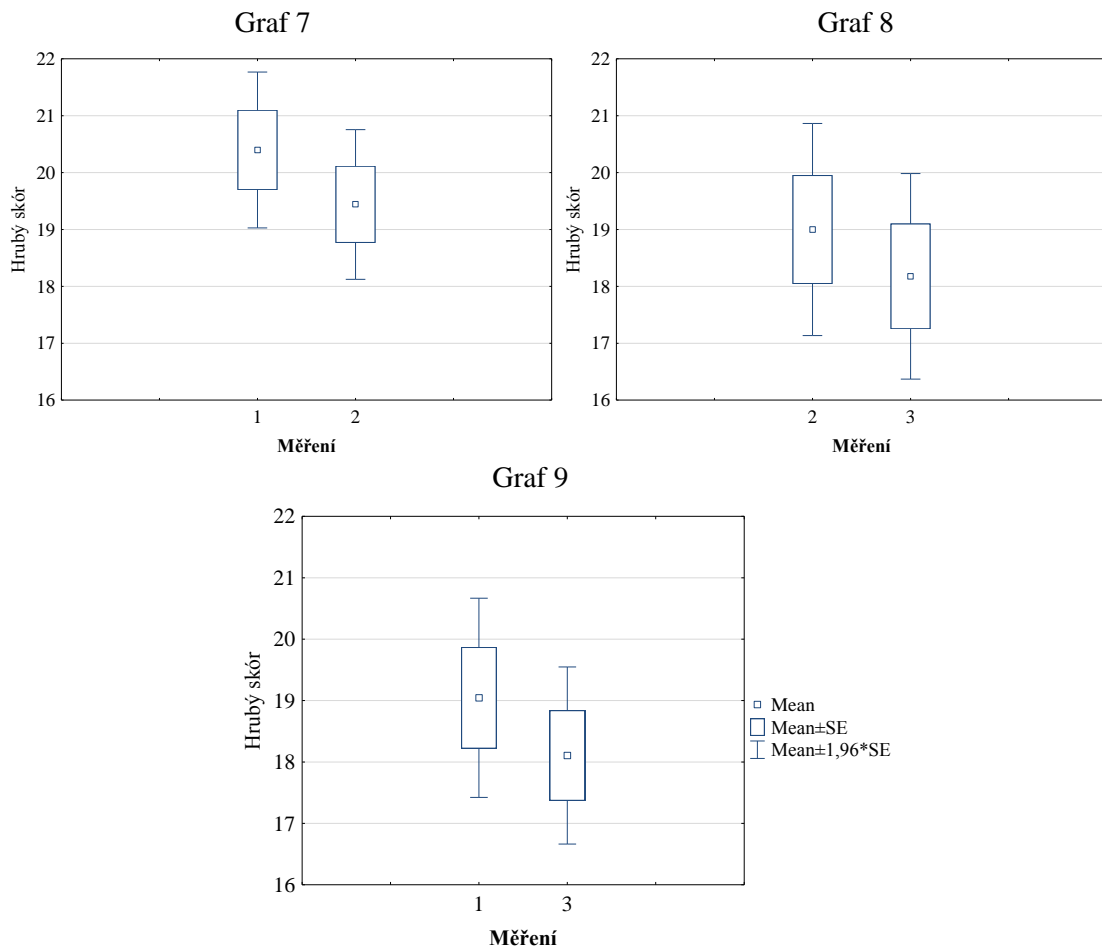 Graf 7
22
21
20
19
18
17
16
Hrubý skór
1 2
Měření
Graf 8
22
21
20
19
18
17
16
Hrubý skór
2 3
Měření
Graf 9
22
21
20
19
18
17
16
Hrubý skór
1 3
Měření
Mean
Mean±SE
Mean±1,96*SE